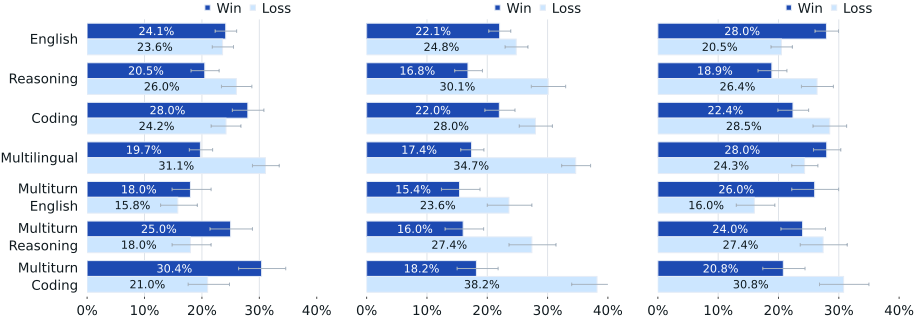 Win Loss Win Loss Win Loss
English 24.1% 22.1% 28.0%
23.6% 24.8% 20.5%
Reasoning 20.5% 16.8% 18.9%
26.0% 30.1% 26.4%
Coding 28.0% 22.0% 22.4%
24.2% 28.0% 28.5%
Multilingual 19.7% 17.4% 28.0%
31.1% 34.7% 24.3%
Multiturn 18.0% 15.4% 26.0%
English 15.8% 23.6% 16.0%
Multiturn 25.0% 16.0% 24.0%
Reasoning 18.0% 27.4% 27.4%
Multiturn 30.4% 18.2% 20.8%
Coding 21.0% 38.2% 30.8%
0% 10% 20% 30% 40% 0% 10% 20% 30% 40% 0% 10% 20% 30% 40%